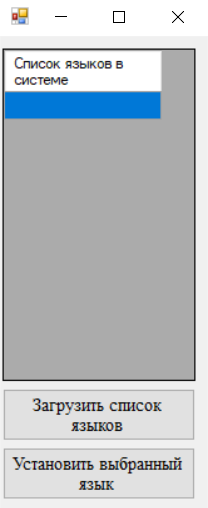 Список языков в
системе
Загрузить список
языков
Установить выбранный
язык